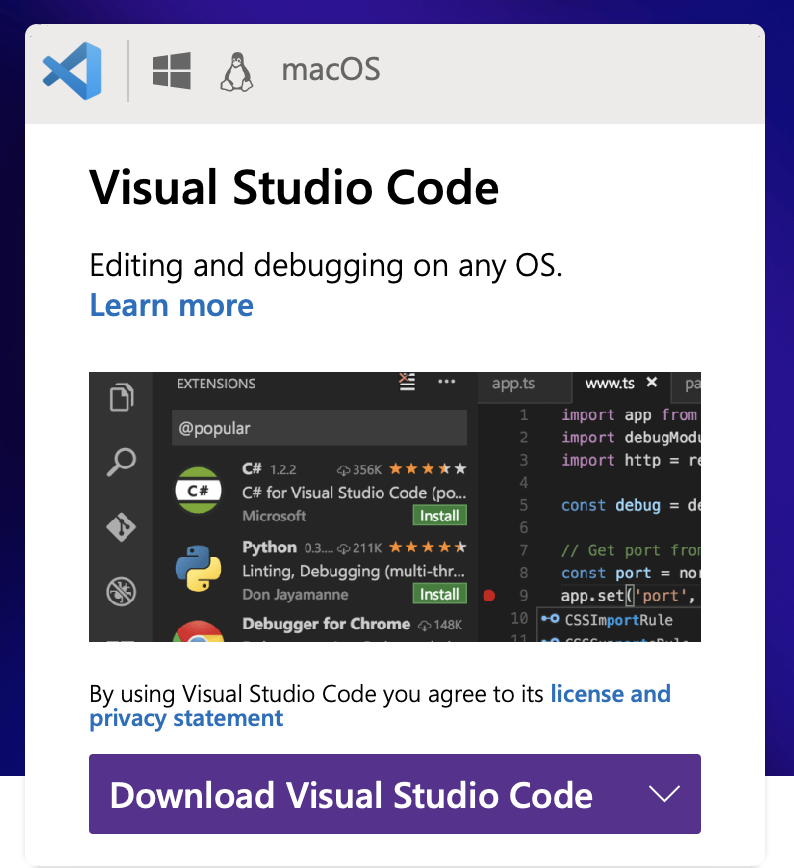 macOS
Visual Studio Code
Editing and debugging on any OS.
Learn more
EXTENSIONS
@popular
C# 1.2.2 356K
C#
C# for Visual Studio Code (po...
Microsoft Install
Python 0.3.... 211K
Linting, Debugging (multi-thr...
Don Jayamanne Install
Debugger for Chrome 148K
app.ts www.ts pa
1 import app from
2 import debugModu
3 import http = re
4
5 const debug = de
6
7 // Get port from
8 const port = nor
9 app.set('port',
10 CSSImportRule
11
By using Visual Studio Code you agree to its license and
privacy statement
Download Visual Studio Code